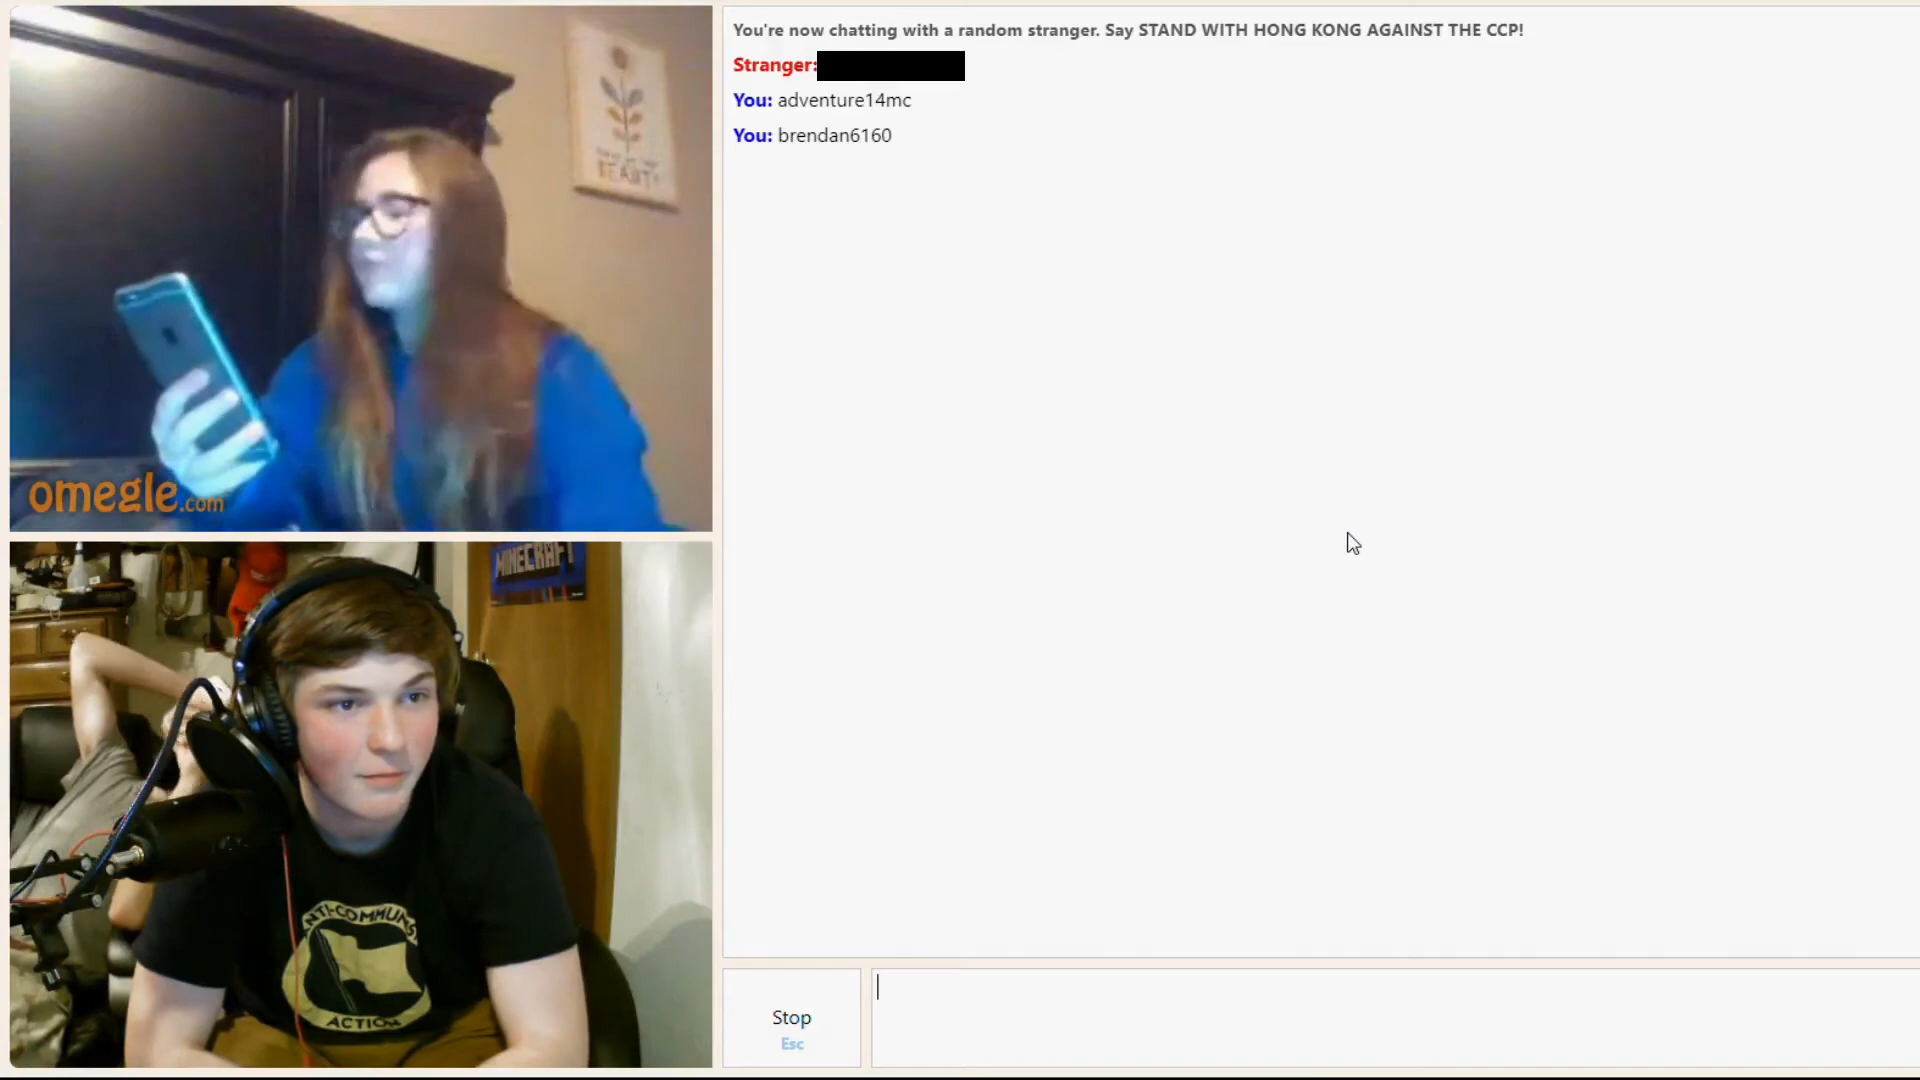 You're now chatting with a random stranger. Say STAND WITH HONG KONG AGAINST THE CCP!
Stranger:
You: adventure14mc
You: brendan6160
omegle.com
MINECRAFT
ACTION
Stop
Esc